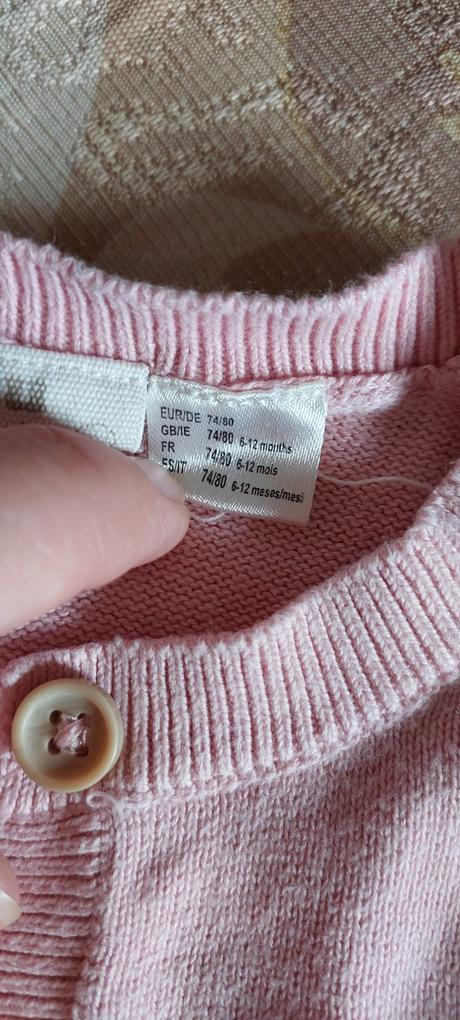 EUR/DE 74/80
GB/IE 74/80 6-12 months
FR 74/80 6-12 mois
ES/IT 74/80 6-12 meses/mesi